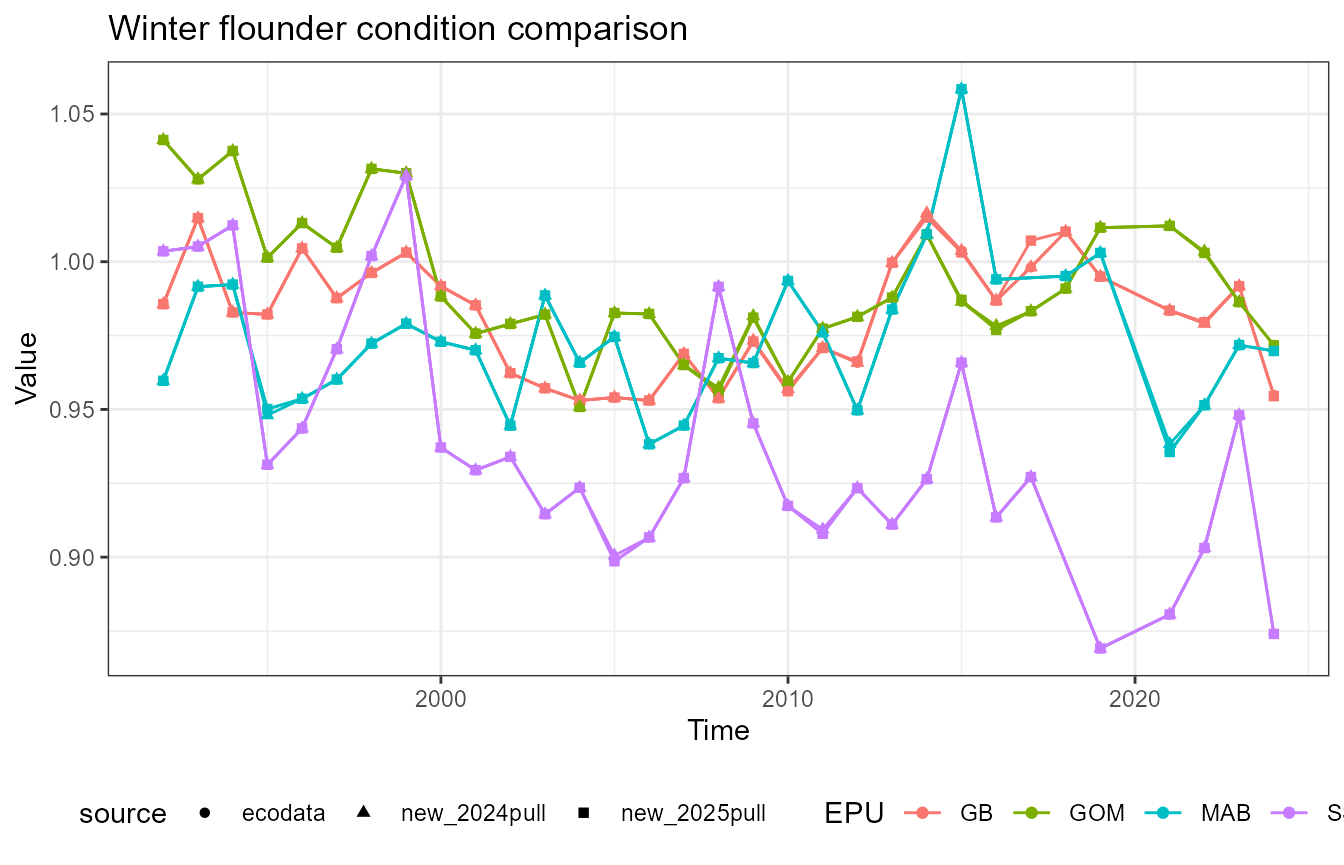 Winter flounder condition comparison
Value
1.05
1.00
0.95
0.90
2000 2010 2020
Time
source ecodata new_2024pull new_2025pull EPU GB GOM MAB